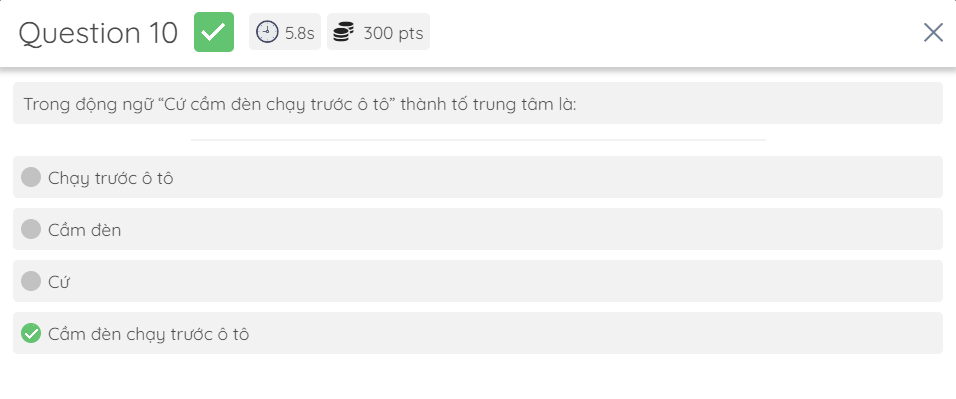 Question 10 5.8s 300 pts
Trong động ngữ “Cứ cầm đèn chạy trước ô tô” thành tố trung tâm là:
Chạy trước ô tô
Cầm đèn
Cứ
Cầm đèn chạy trước ô tô